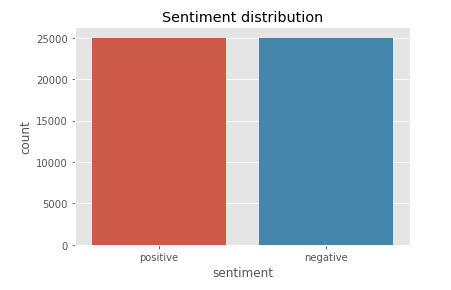 Sentiment distribution
25000
20000
15000
10000
5000
0
count
positive negative
sentiment